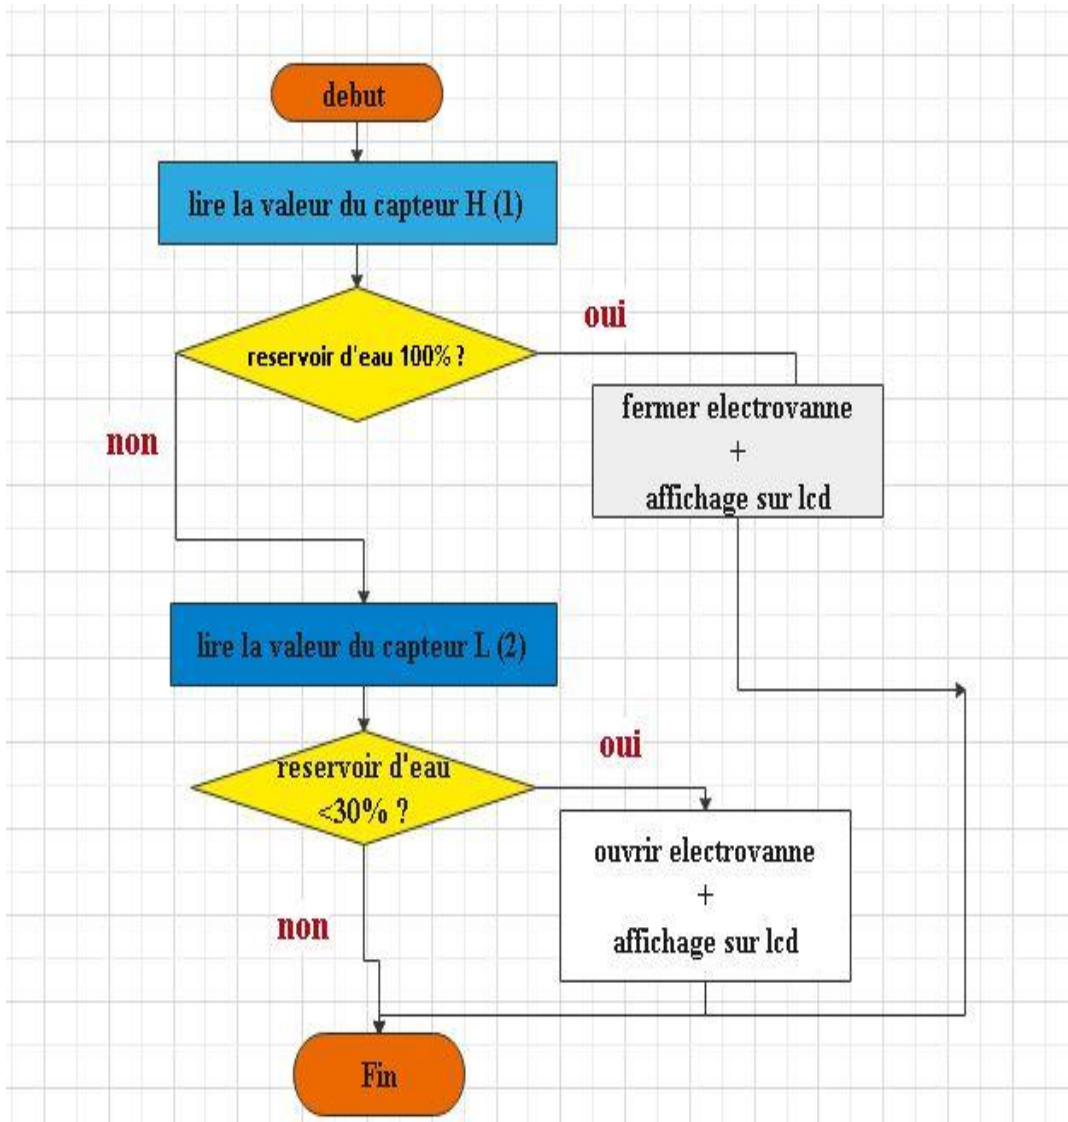 debut
lire la valeur du capteur H (1)
reservoir d'eau 100% ?
oui
fermer electrovanne
+
affichage sur lcd
non
lire la valeur du capteur L (2)
reservoir d'eau
<30% ?
oui
ouvrir electrovanne
+
affichage sur lcd
non
Fin